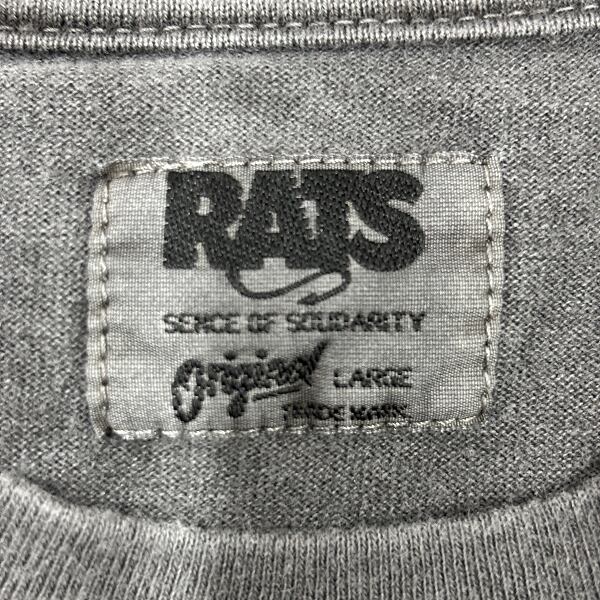 RATS
SENCE OF SOLIDARITY
Original LARGE
TRADE MARK